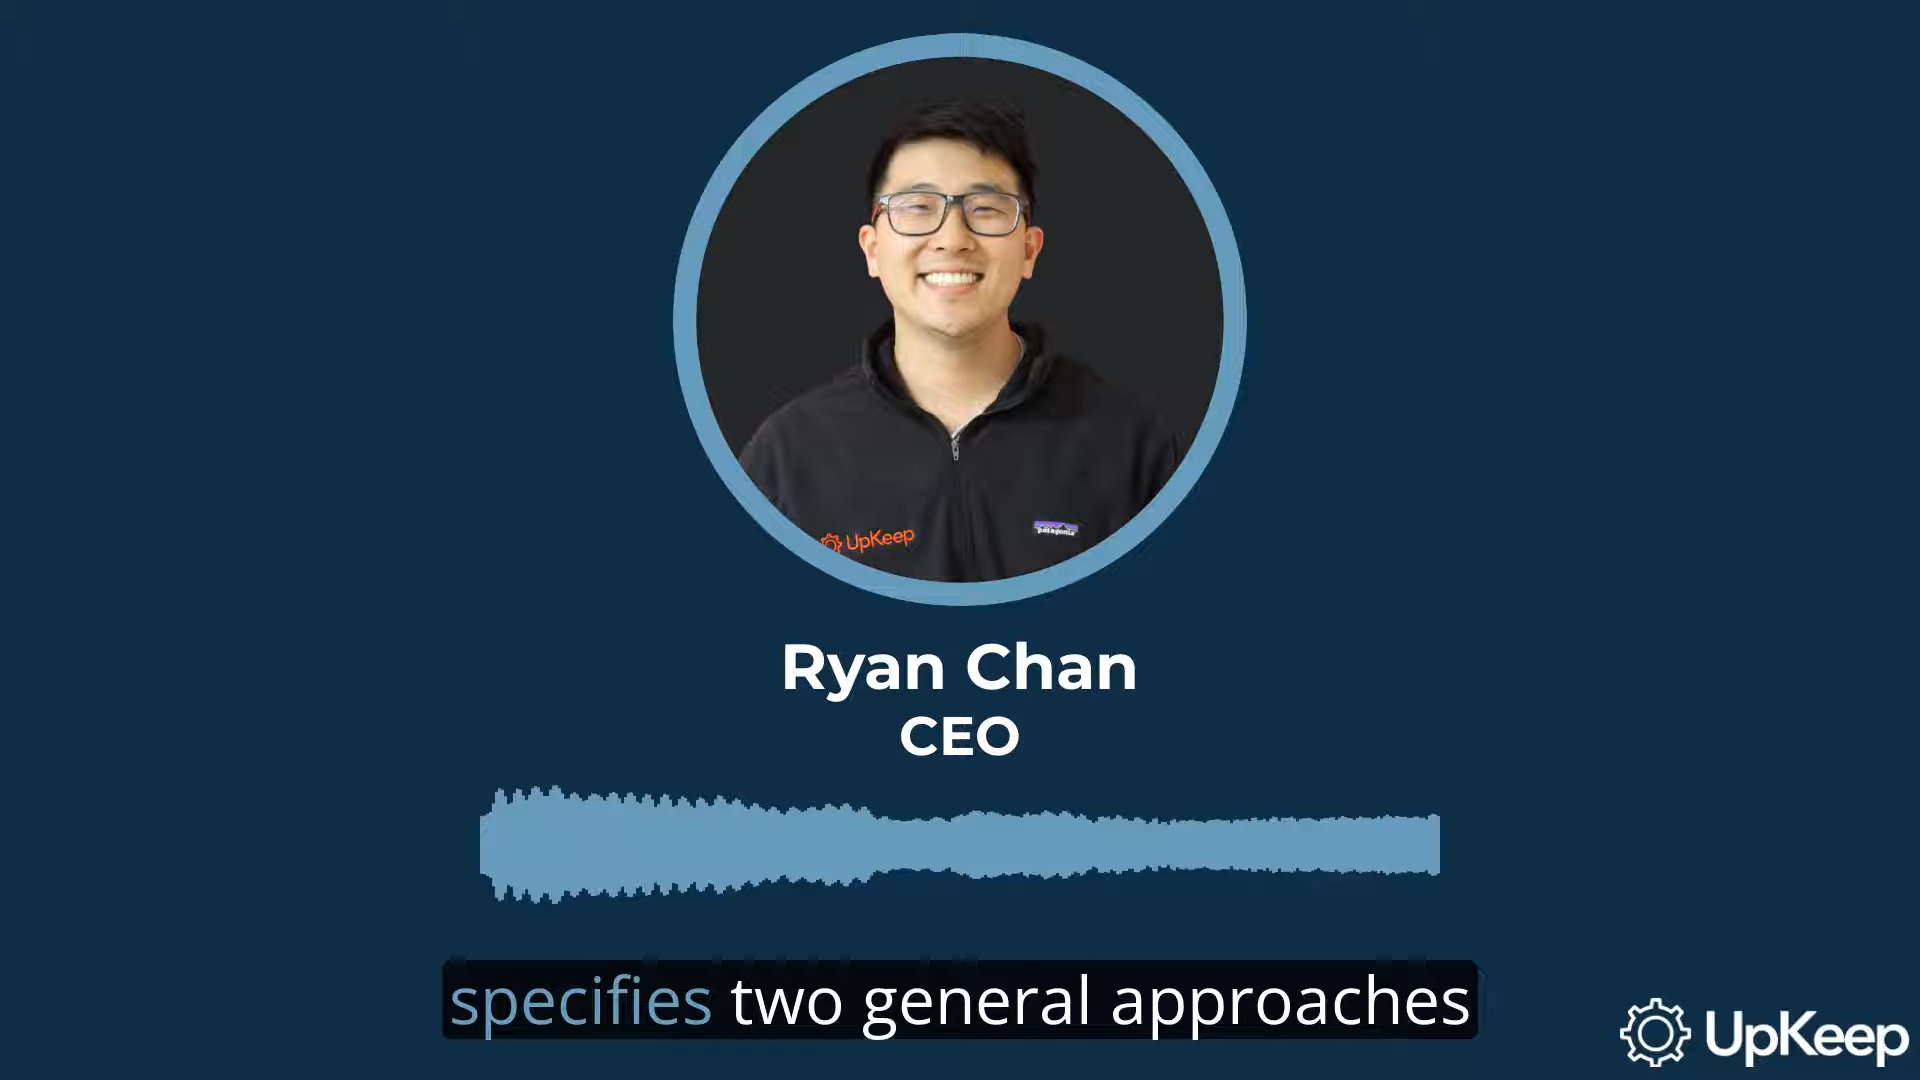 UpKeep
patagonia
Ryan Chan
CEO
specifies two general approaches
UpKeep